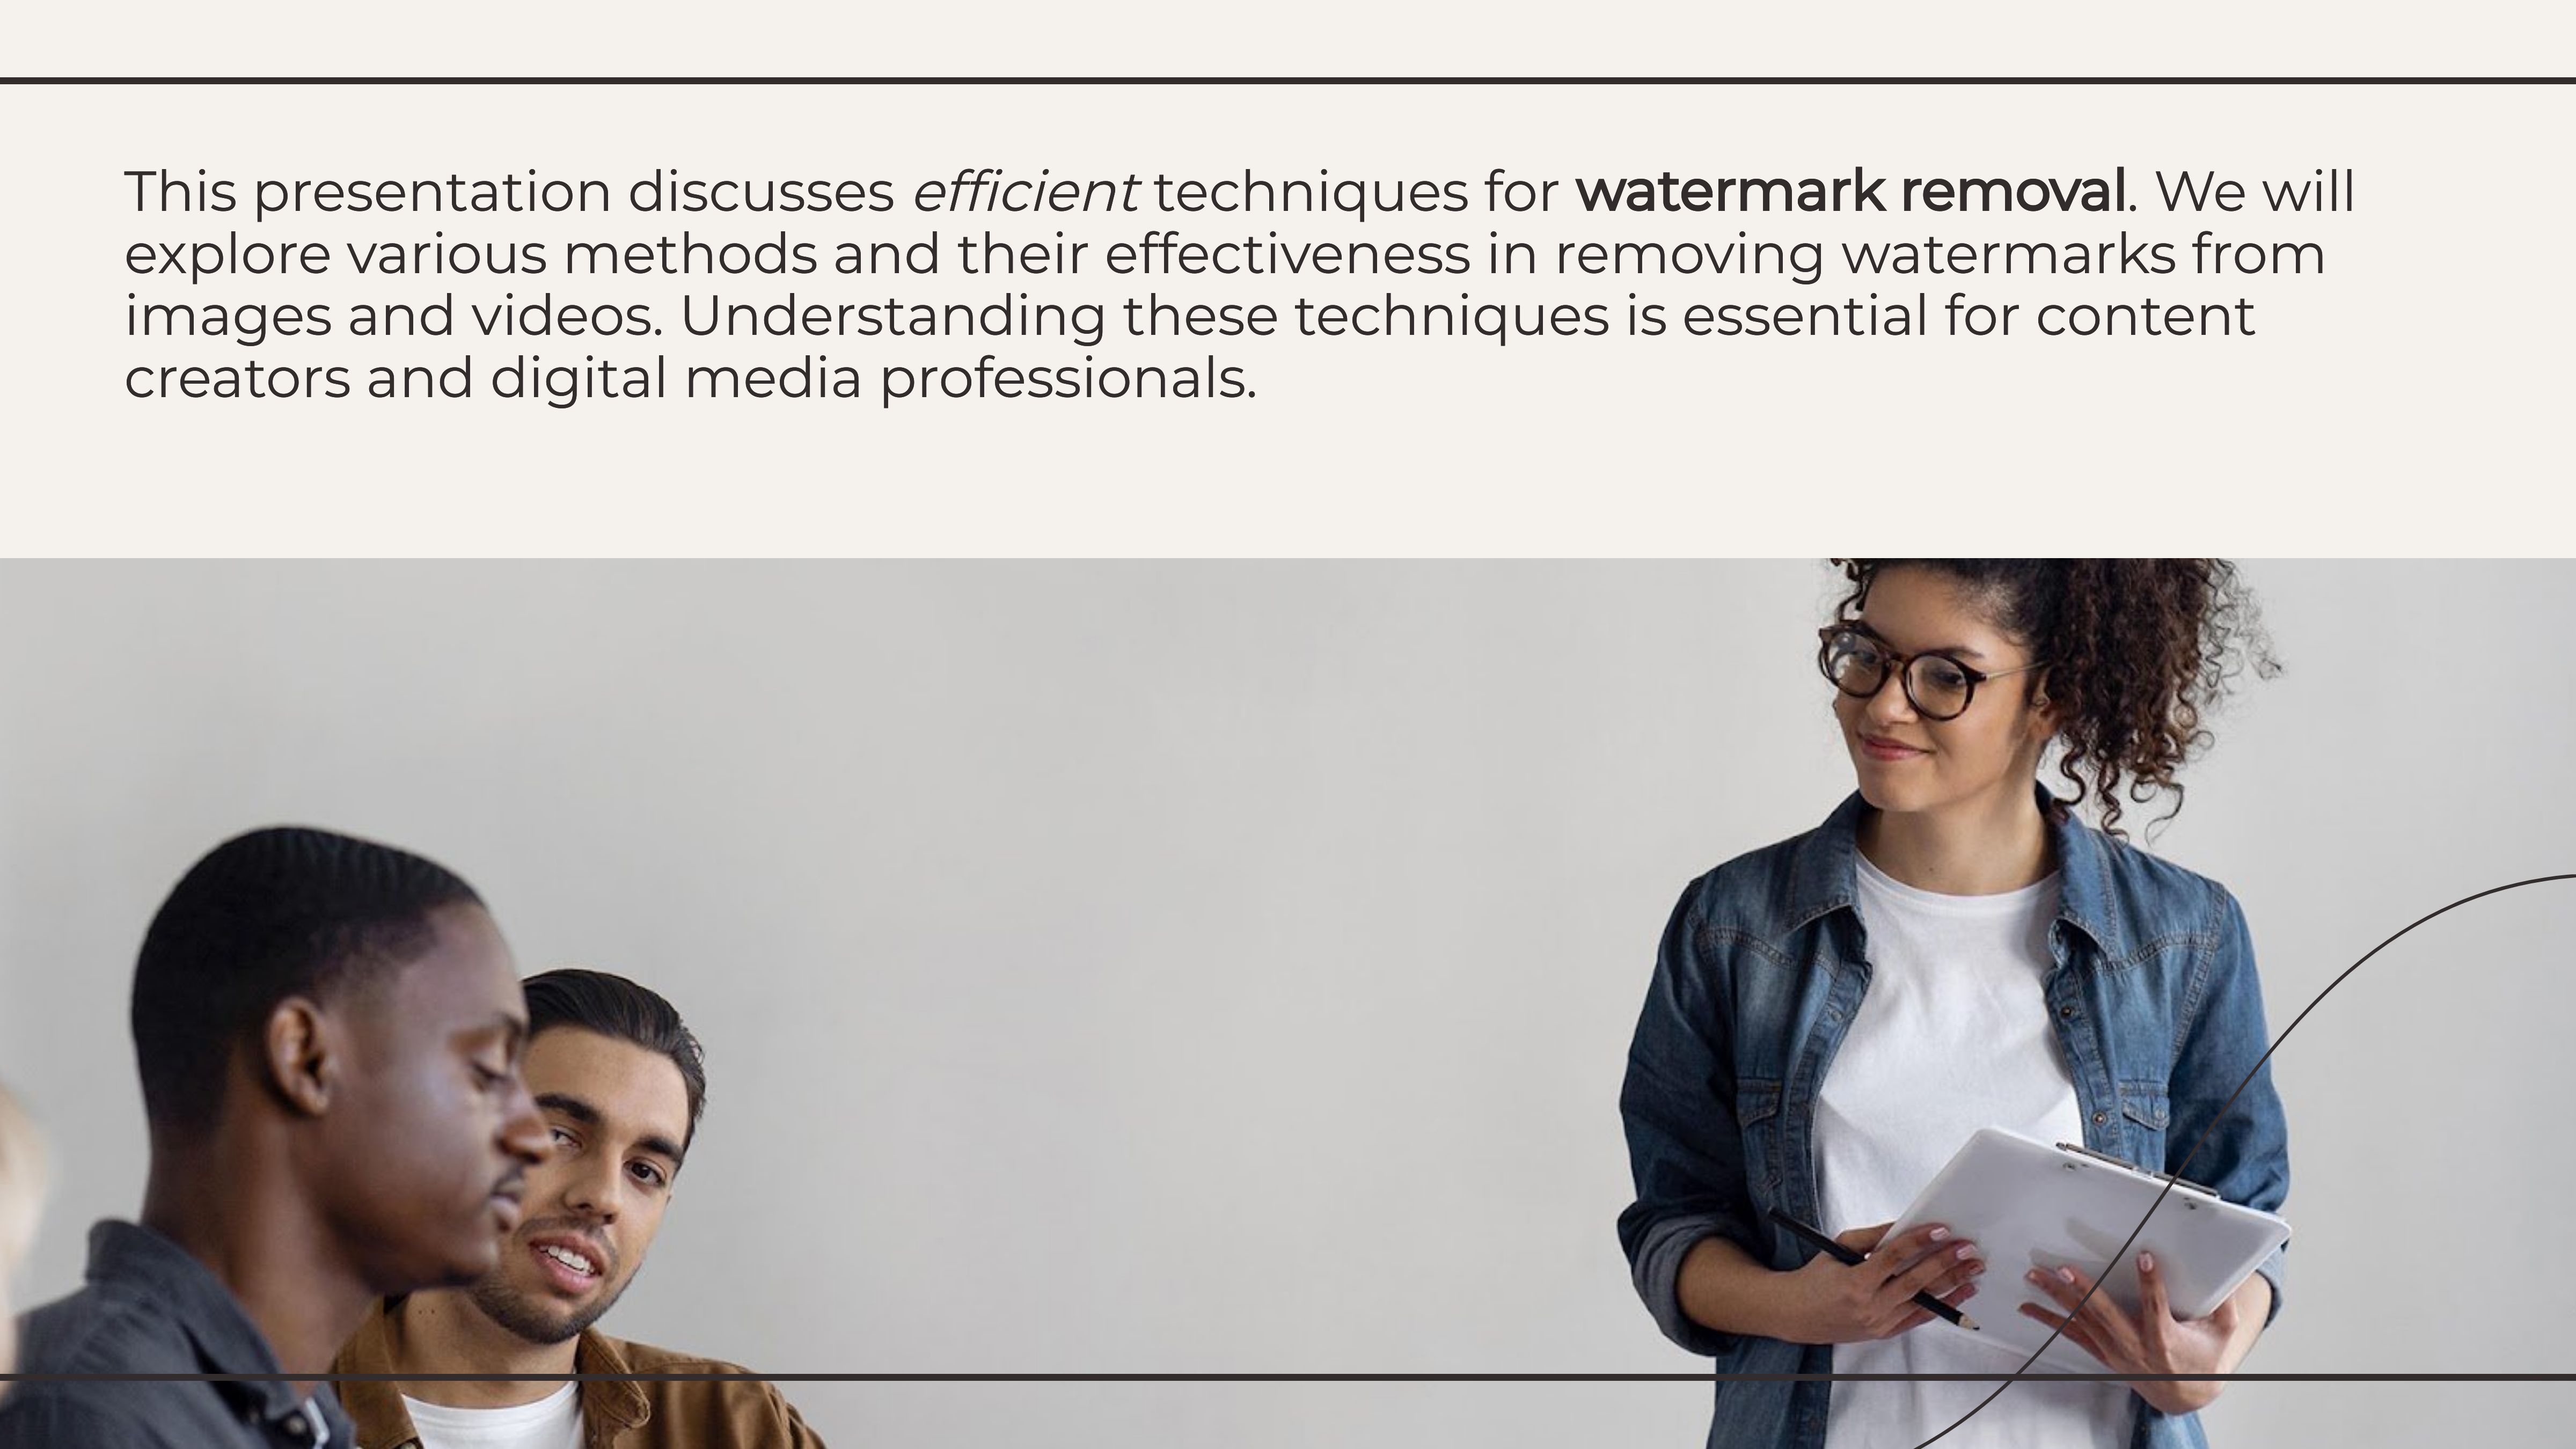 This presentation discusses efficient techniques for watermark removal. We will
explore various methods and their effectiveness in removing watermarks from
images and videos. Understanding these techniques is essential for content
creators and digital media professionals.